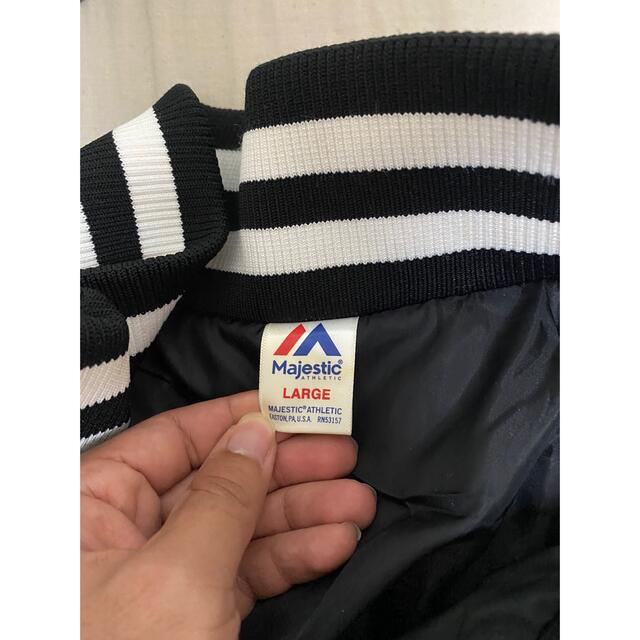 Majestic®
ATHLETIC
LARGE
MAJESTIC® ATHLETIC
EASTON, PA, U.S.A. RN53157